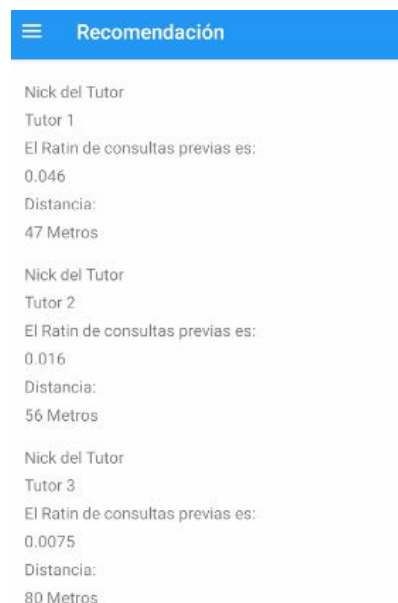 Recomendación
Nick del Tutor
Tutor 1
El Ratin de consultas previas es:
0.046
Distancia:
47 Metros
Nick del Tutor
Tutor 2
El Ratin de consultas previas es:
0.016
Distancia:
56 Metros
Nick del Tutor
Tutor 3
El Ratin de consultas previas es:
0.0075
Distancia:
80 Metros